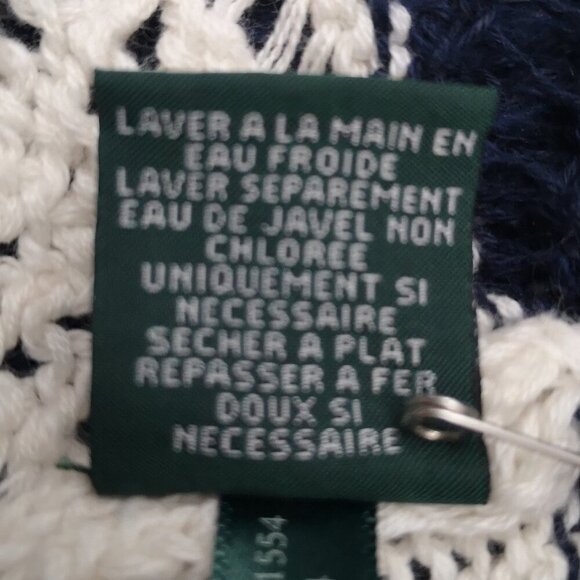 LAVER A LA MAIN EN
EAU FROIDE
LAVER SEPAREMENT
EAU DE JAVEL NON
CHLOREE
UNIQUEMENT SI
NECESSAIRE
SECHER A PLAT
REPASSER A FER
DOUX SI
NECESSAIRE
1554